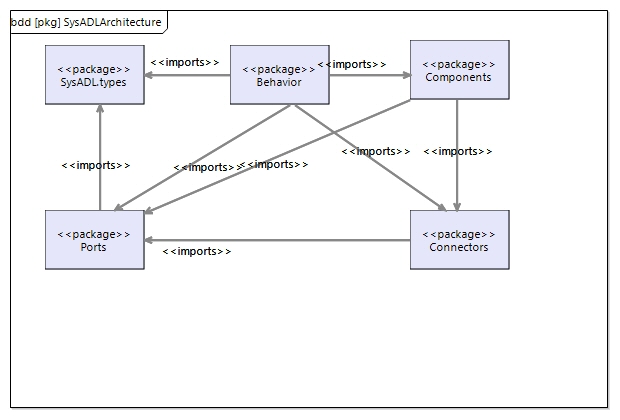 bdd [pkg] SysADLArchitecture
<<package>>
SysADL.types
<<imports>>
<<package>>
Behavior
<<imports>>
<<package>>
Components
<<imports>>
<<imports>>
<<imports>>
<<imports>>
<<imports>>
<<package>>
Ports
<<imports>>
<<package>>
Connectors